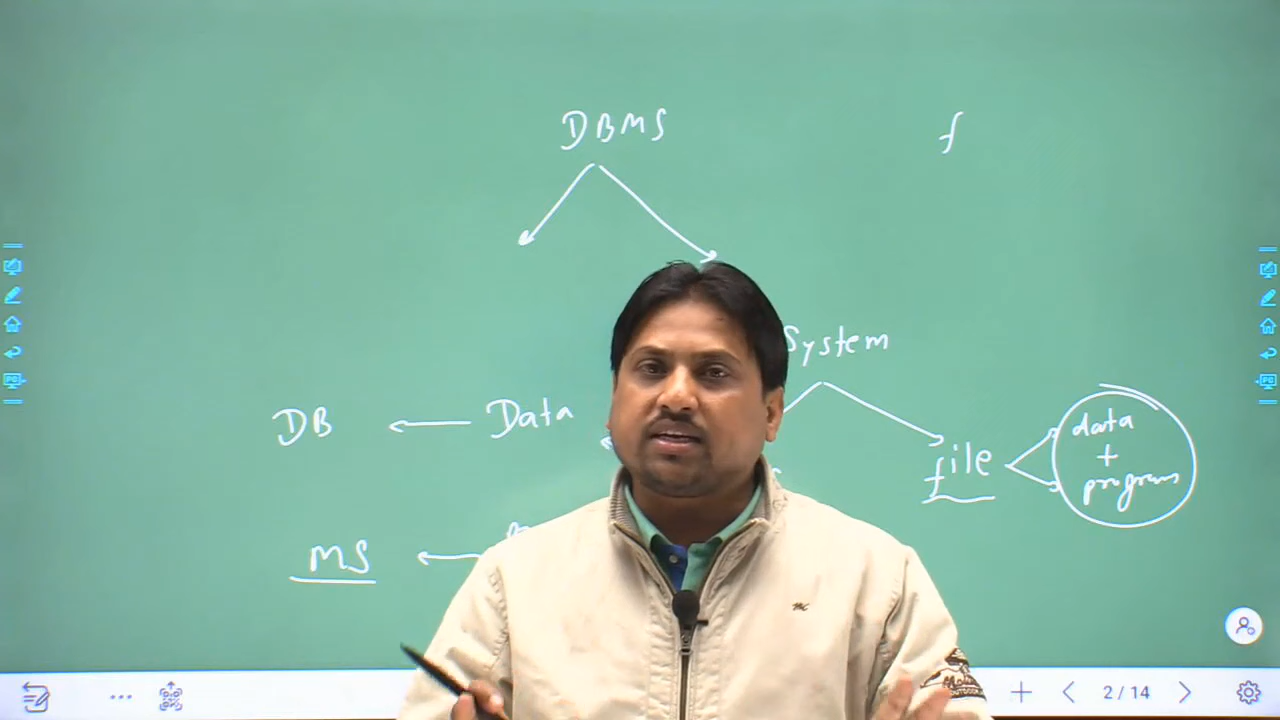 DBMS
f
System
DB
Data
data
+
program
file
MS
2/14